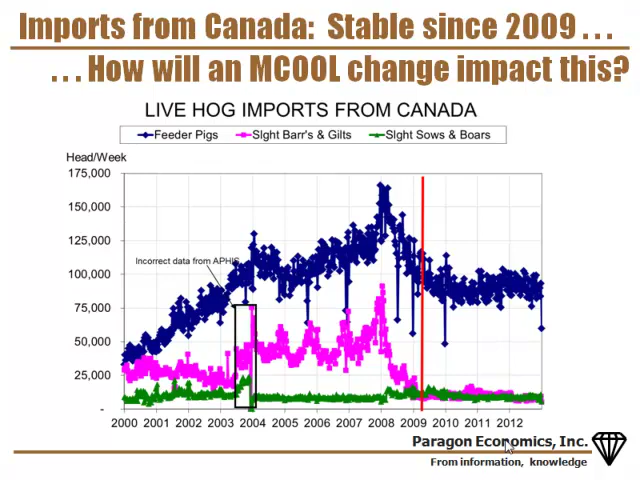 Imports from Canada: Stable since 2009 . . .
. . . How will an MCOOL change impact this?
LIVE HOG IMPORTS FROM CANADA
Feeder Pigs Slght Barr's & Gilts Slght Sows & Boars
Head/Week
175,000
150,000
125,000
Incorrect data from APHIS
100,000
75,000
50,000
25,000
-
2000 2001 2002 2003 2004 2005 2006 2007 2008 2009 2010 2011 2012
Paragon Economics, Inc.
From information, knowledge